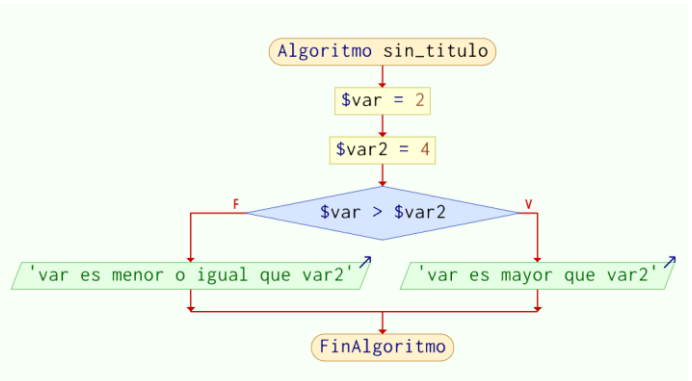 Algoritmo sin_titulo
$var = 2
$var2 = 4
F
$var > $var2
V
'var es menor o igual que var2'
'var es mayor que var2'
FinAlgoritmo